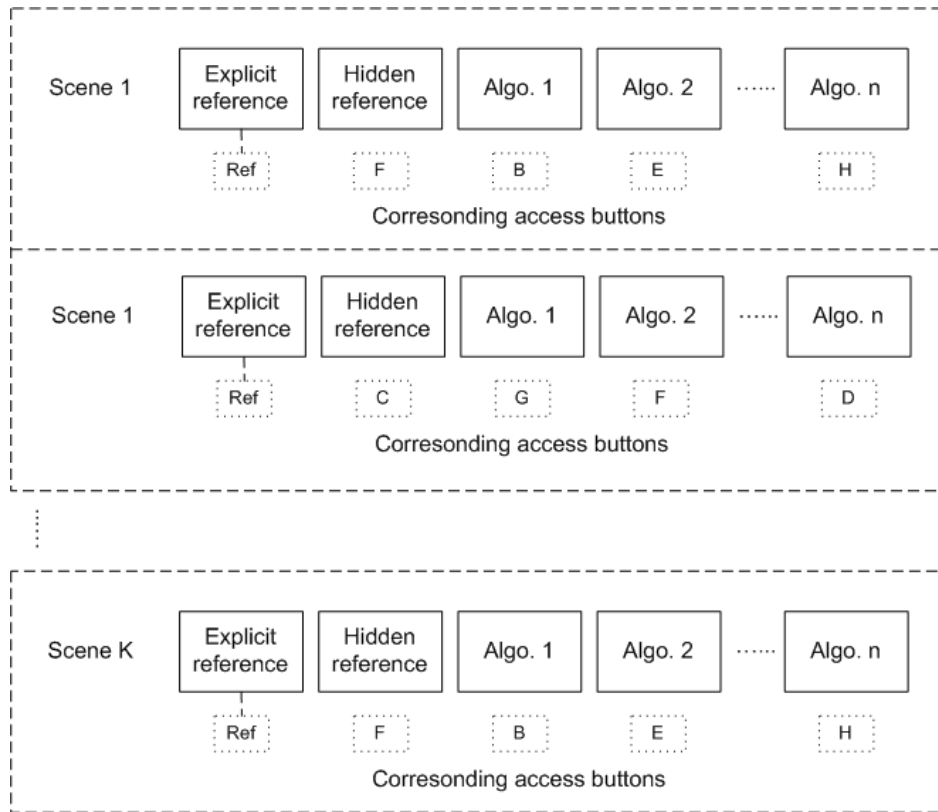 Scene 1
Explicit reference
Hidden reference
Algo. 1
Algo. 2
......
Algo. n
Ref
F
B
E
H
Corresonding access buttons
Scene 1
Explicit reference
Hidden reference
Algo. 1
Algo. 2
......
Algo. n
Ref
C
G
F
D
Corresonding access buttons
Scene K
Explicit reference
Hidden reference
Algo. 1
Algo. 2
......
Algo. n
Ref
F
B
E
H
Corresonding access buttons